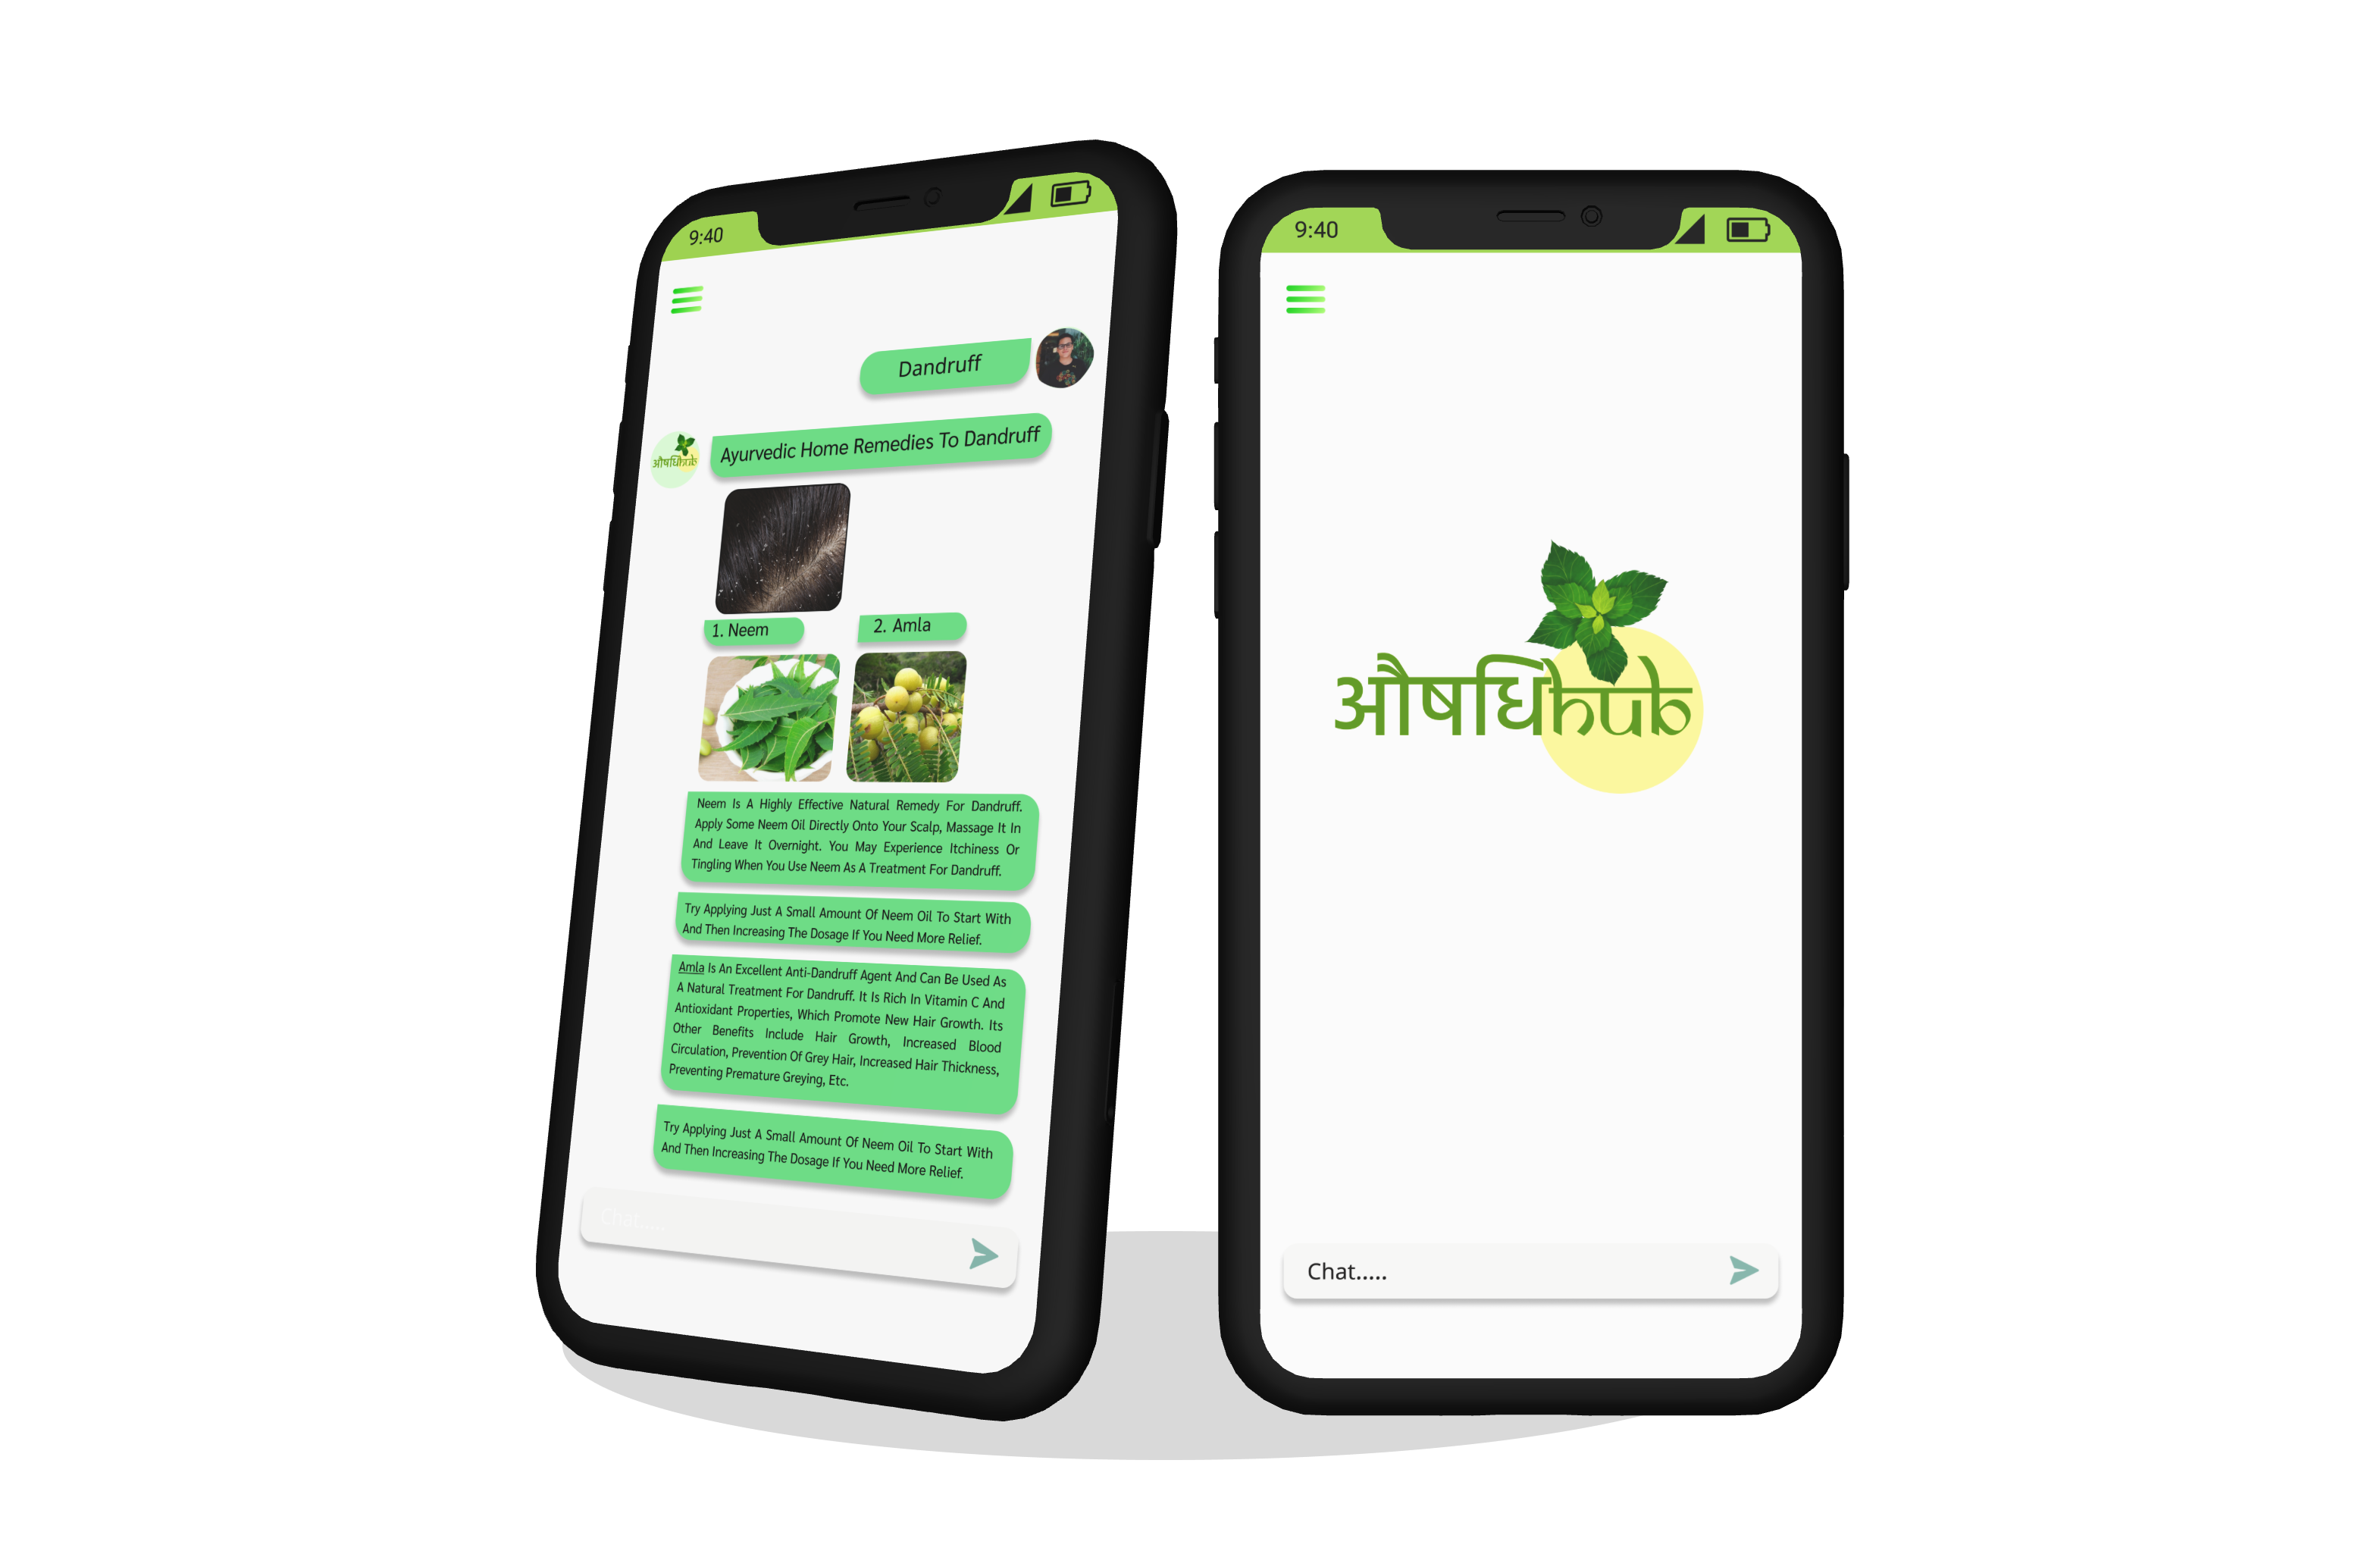 9:40
Dandruff
औषधिhub
Ayurvedic Home Remedies To Dandruff
1. Neem
2. Amla
Neem Is A Highly Effective Natural Remedy For Dandruff.
Apply Some Neem Oil Directly Onto Your Scalp, Massage It In
And Leave It Overnight. You May Experience Itchiness Or
Tingling When You Use Neem As A Treatment For Dandruff.
Try Applying Just A Small Amount Of Neem Oil To Start With
And Then Increasing The Dosage If You Need More Relief.
Amla Is An Excellent Anti-Dandruff Agent And Can Be Used As
A Natural Treatment For Dandruff. It Is Rich In Vitamin C And
Antioxidant Properties, Which Promote New Hair Growth. Its
Other Benefits Include Hair Growth, Increased Blood
Circulation, Prevention Of Grey Hair, Increased Hair Thickness,
Preventing Premature Greying, Etc.
Try Applying Just A Small Amount Of Neem Oil To Start With
And Then Increasing The Dosage If You Need More Relief.
Chat.....
9:40
औषधिhub
Chat.....